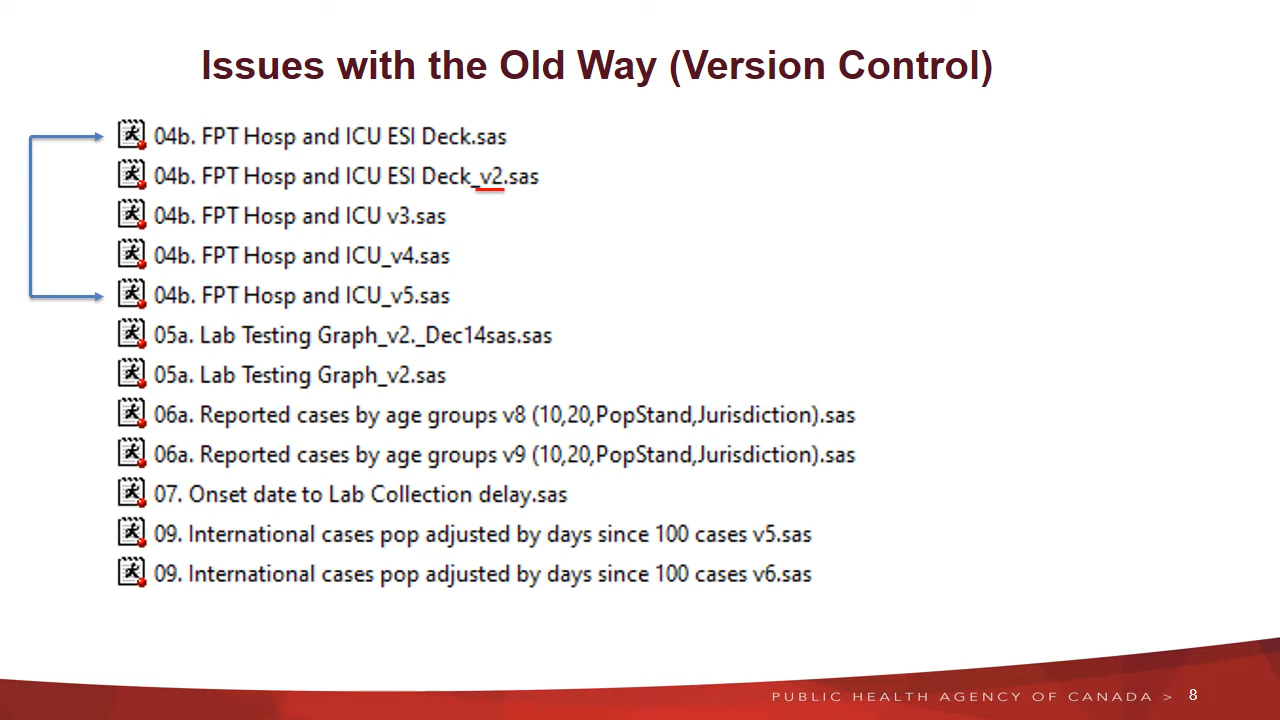 Issues with the Old Way (Version Control)
04b. FPT Hosp and ICU ESI Deck.sas
04b. FPT Hosp and ICU ESI Deck_v2.sas
04b. FPT Hosp and ICU v3.sas
04b. FPT Hosp and ICU_v4.sas
04b. FPT Hosp and ICU_v5.sas
05a. Lab Testing Graph_v2._Dec14sas.sas
05a. Lab Testing Graph_v2.sas
06a. Reported cases by age groups v8 (10,20,PopStand,Jurisdiction).sas
06a. Reported cases by age groups v9 (10,20,PopStand,Jurisdiction).sas
07. Onset date to Lab Collection delay.sas
09. International cases pop adjusted by days since 100 cases v5.sas
09. International cases pop adjusted by days since 100 cases v6.sas
PUBLIC HEALTH AGENCY OF CANADA > 8